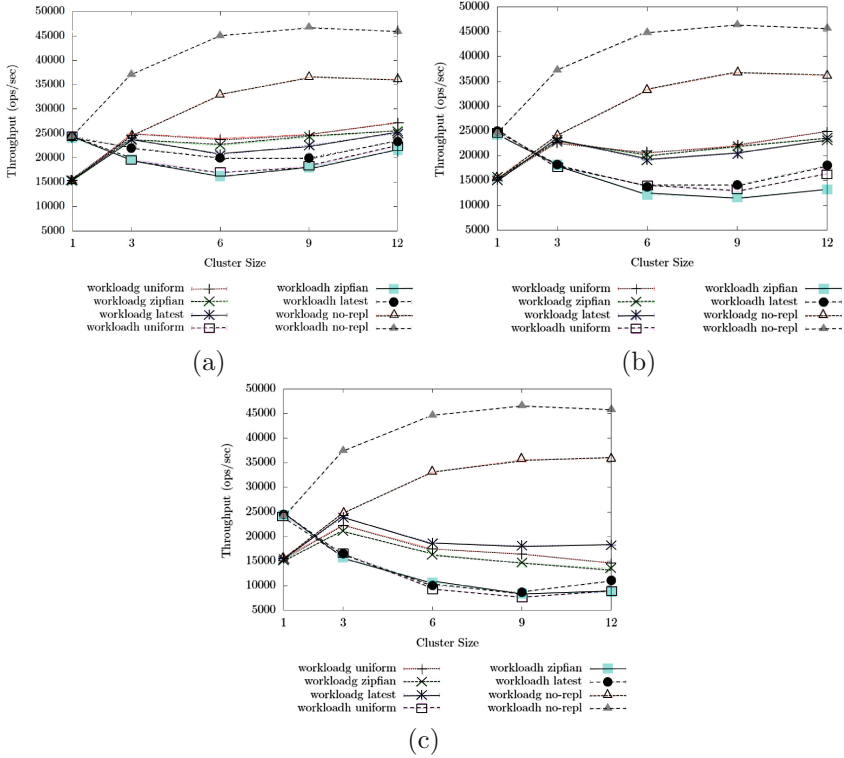 50000
45000
40000
35000
30000
25000
20000
15000
10000
5000
Throughput (ops/sec)
1 3 6 9 12
Cluster Size
workloadg uniform
workloadg zipfian
workloadg latest
workloadh uniform
workloadh zipfian
workloadh latest
workloadg no-repl
workloadh no-repl
(a)
50000
45000
40000
35000
30000
25000
20000
15000
10000
5000
Throughput (ops/sec)
1 3 6 9 12
Cluster Size
workloadg uniform
workloadg zipfian
workloadg latest
workloadh uniform
workloadh zipfian
workloadh latest
workloadg no-repl
workloadh no-repl
(b)
50000
45000
40000
35000
30000
25000
20000
15000
10000
5000
Throughput (ops/sec)
1 3 6 9 12
Cluster Size
workloadg uniform
workloadg zipfian
workloadg latest
workloadh uniform
workloadh zipfian
workloadh latest
workloadg no-repl
workloadh no-repl
(c)